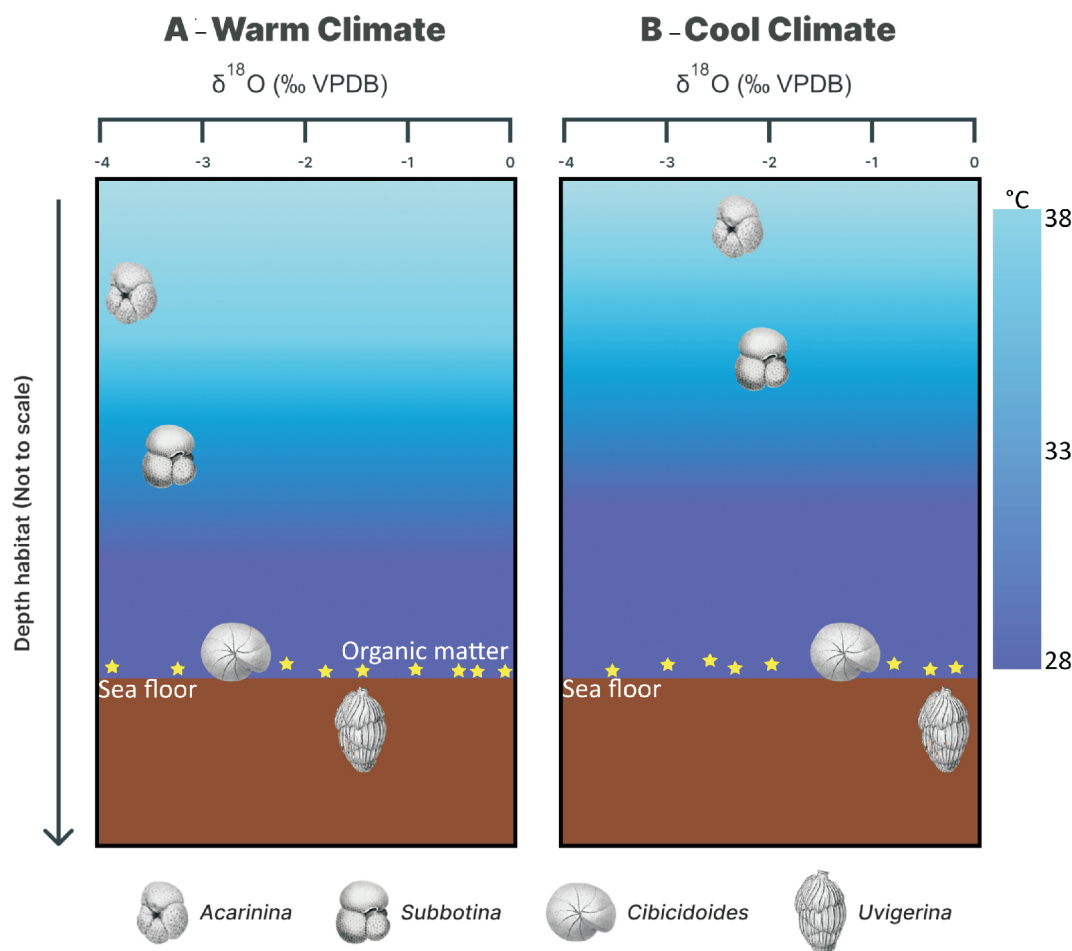 A - Warm Climate
B - Cool Climate
δ¹⁸O (‰ VPDB)
δ¹⁸O (‰ VPDB)
-4 -3 -2 -1 0
-4 -3 -2 -1 0
°C
38
33
28
Depth habitat (Not to scale)
Organic matter
Sea floor
Sea floor
Acarinina
Subbotina
Cibicidoides
Uvigerina